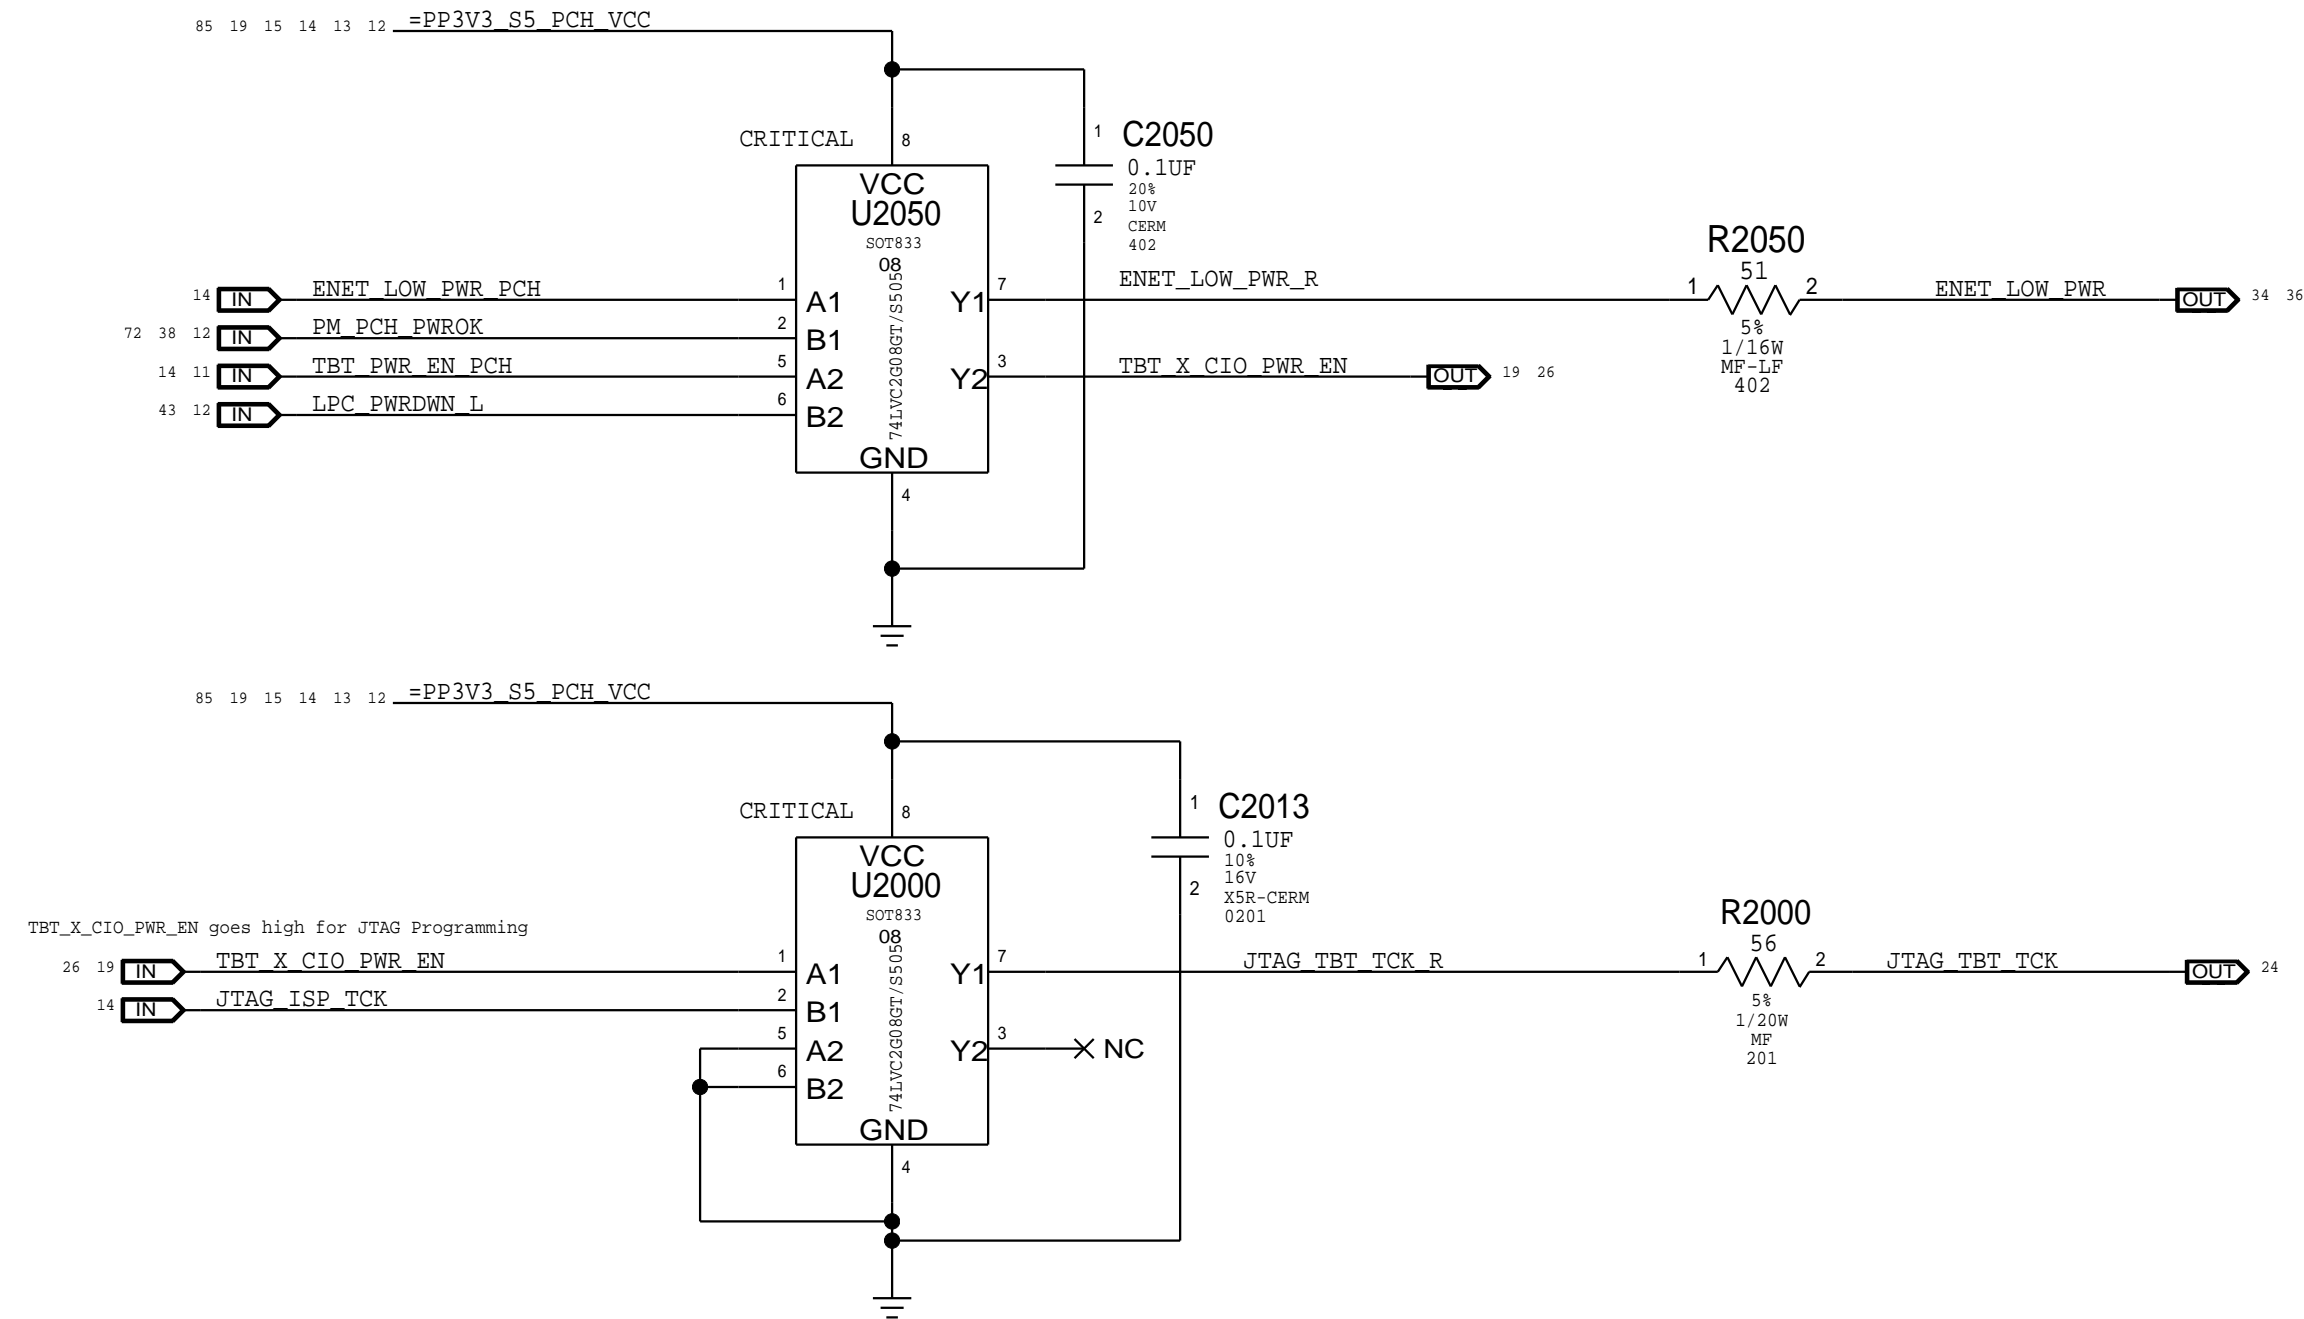 85 19 15 14 13 12 =PP3V3_S5_PCH_VCC
CRITICAL
8
VCC
U2050
SOT833
08
74LVC2G08GT/S505
1
C2050
0.1UF
20%
10V
CERM
402
2
14 IN ENET_LOW_PWR_PCH 1 A1
72 38 12 IN PM_PCH_PWROK 2 B1
14 11 IN TBT_PWR_EN_PCH 5 A2
43 12 IN LPC_PWRDWN_L 6 B2
Y1 7 ENET_LOW_PWR_R
Y2 3 TBT_X_CIO_PWR_EN OUT 19 26
GND
4
R2050
51
1 2
5%
1/16W
MF-LF
402
ENET_LOW_PWR OUT 34 36
85 19 15 14 13 12 =PP3V3_S5_PCH_VCC
CRITICAL
8
VCC
U2000
SOT833
08
74LVC2G08GT/S505
1
C2013
0.1UF
10%
16V
X5R-CERM
0201
2
TBT_X_CIO_PWR_EN goes high for JTAG Programming
26 19 IN TBT_X_CIO_PWR_EN 1 A1
14 IN JTAG_ISP_TCK 2 B1
5 A2
6 B2
Y1 7 JTAG_TBT_TCK_R
Y2 3 NC
GND
4
R2000
56
1 2
5%
1/20W
MF
201
JTAG_TBT_TCK OUT 24